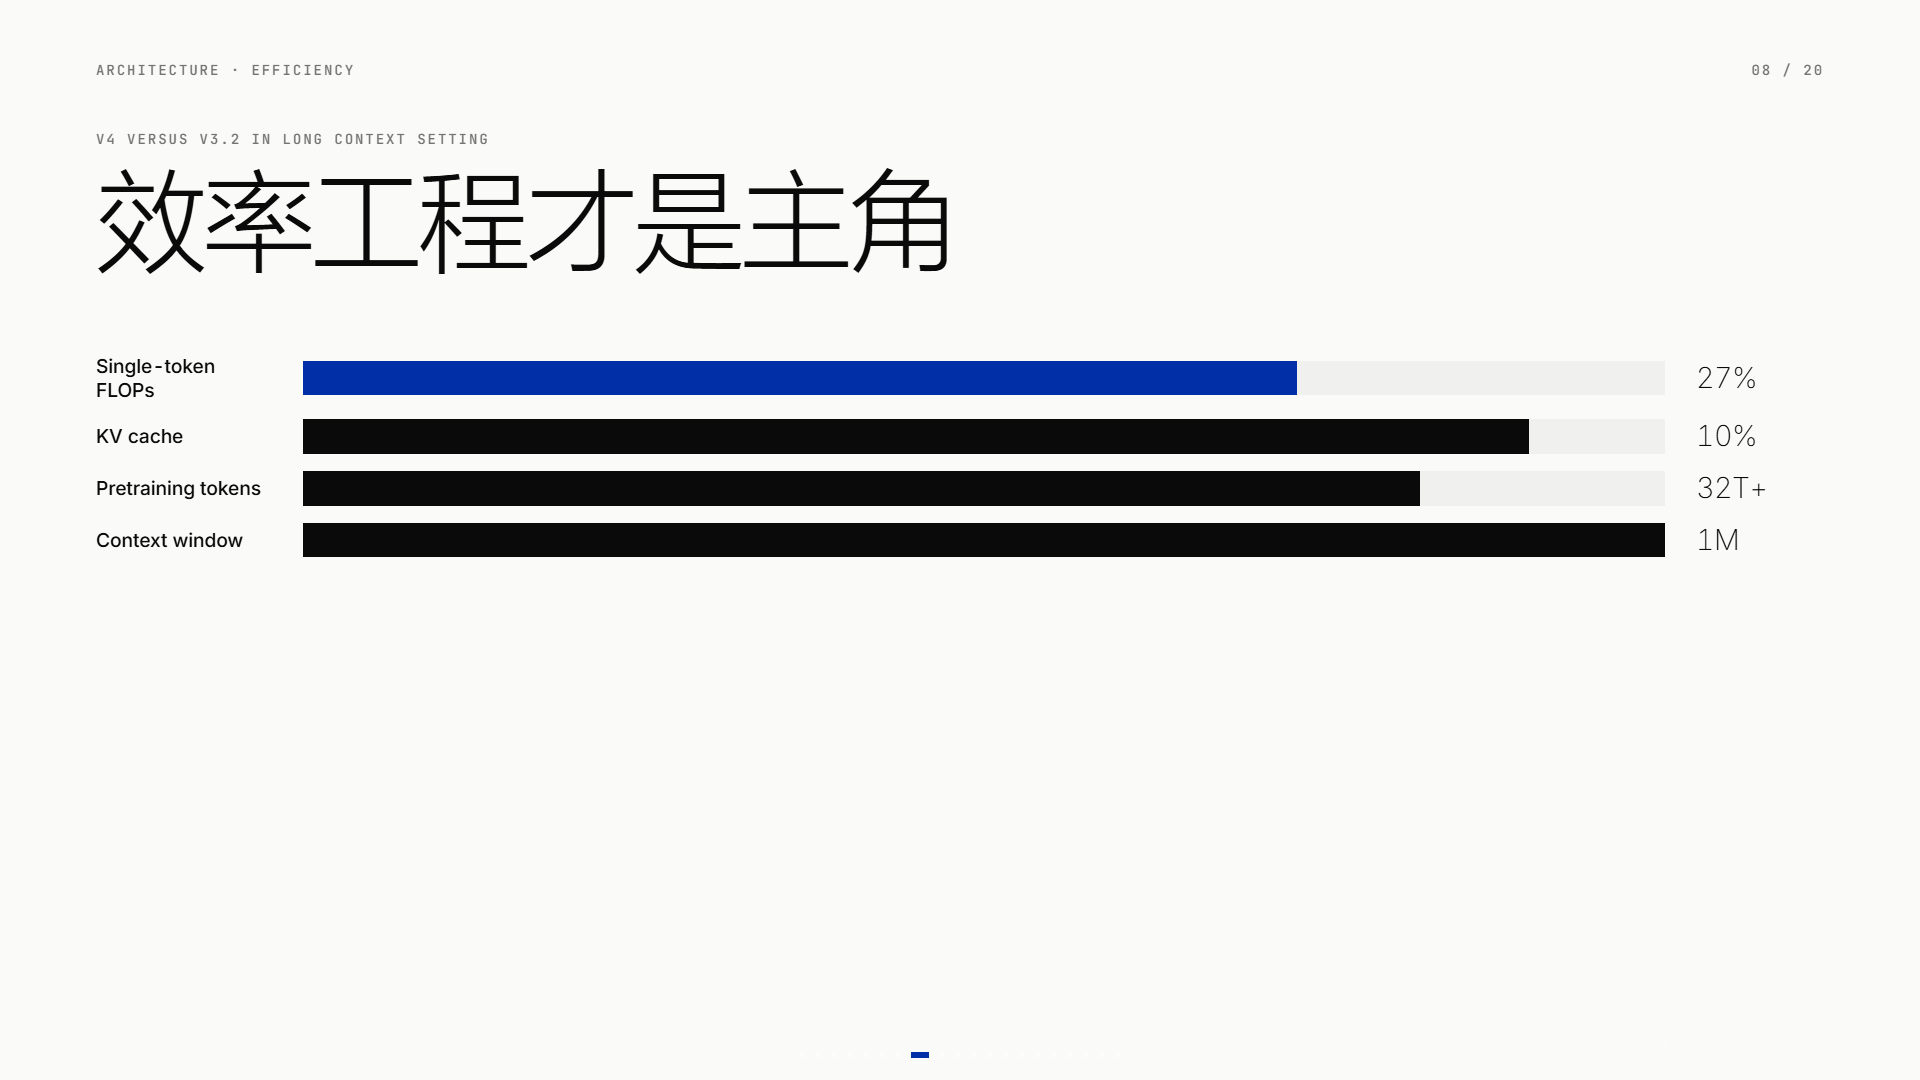 ARCHITECTURE · EFFICIENCY
08 / 20
V4 VERSUS V3.2 IN LONG CONTEXT SETTING
效率工程才是主角
Single-token
FLOPs
27%
KV cache
10%
Pretraining tokens
32T+
Context window
1M